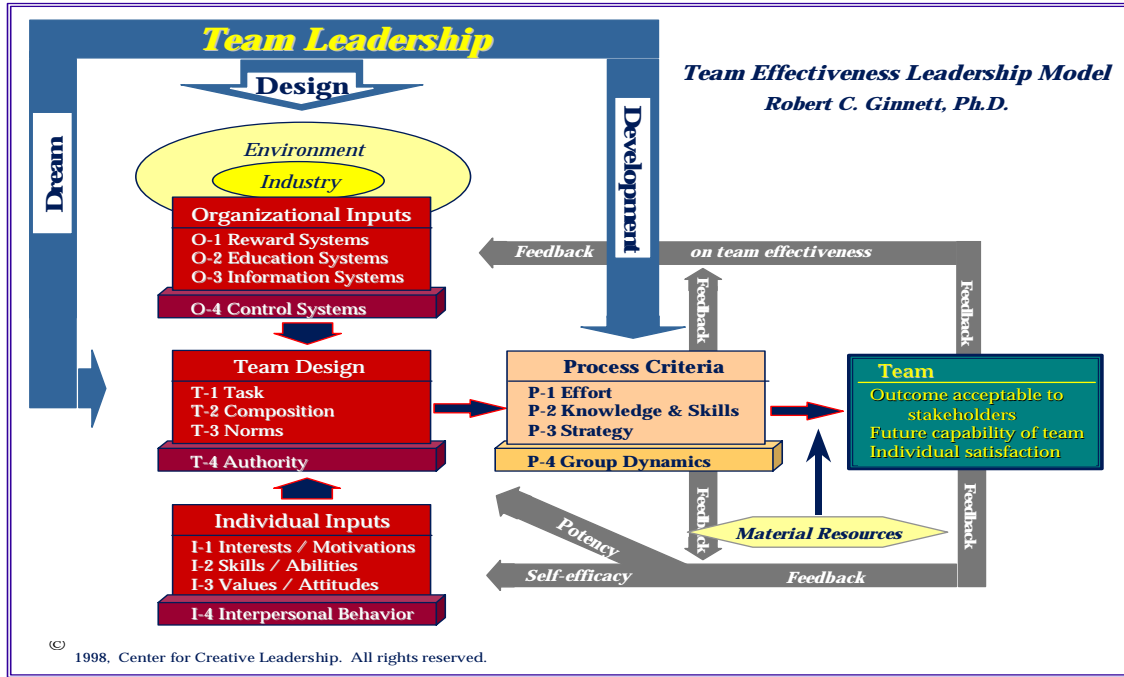 Team Leadership
Design
Team Effectiveness Leadership Model
Robert C. Ginnett, Ph.D.
Dream
Development
Environment
Industry
Organizational Inputs
O-1 Reward Systems
O-2 Education Systems
O-3 Information Systems
O-4 Control Systems
Feedback
on team effectiveness
Feedback
Feedback
Team Design
T-1 Task
T-2 Composition
T-3 Norms
T-4 Authority
Process Criteria
P-1 Effort
P-2 Knowledge & Skills
P-3 Strategy
P-4 Group Dynamics
Team
Outcome acceptable to
stakeholders
Future capability of team
Individual satisfaction
Individual Inputs
I-1 Interests / Motivations
I-2 Skills / Abilities
I-3 Values / Attitudes
I-4 Interpersonal Behavior
Feedback
Feedback
Material Resources
Potency
Self-efficacy
Feedback
©
1998, Center for Creative Leadership. All rights reserved.